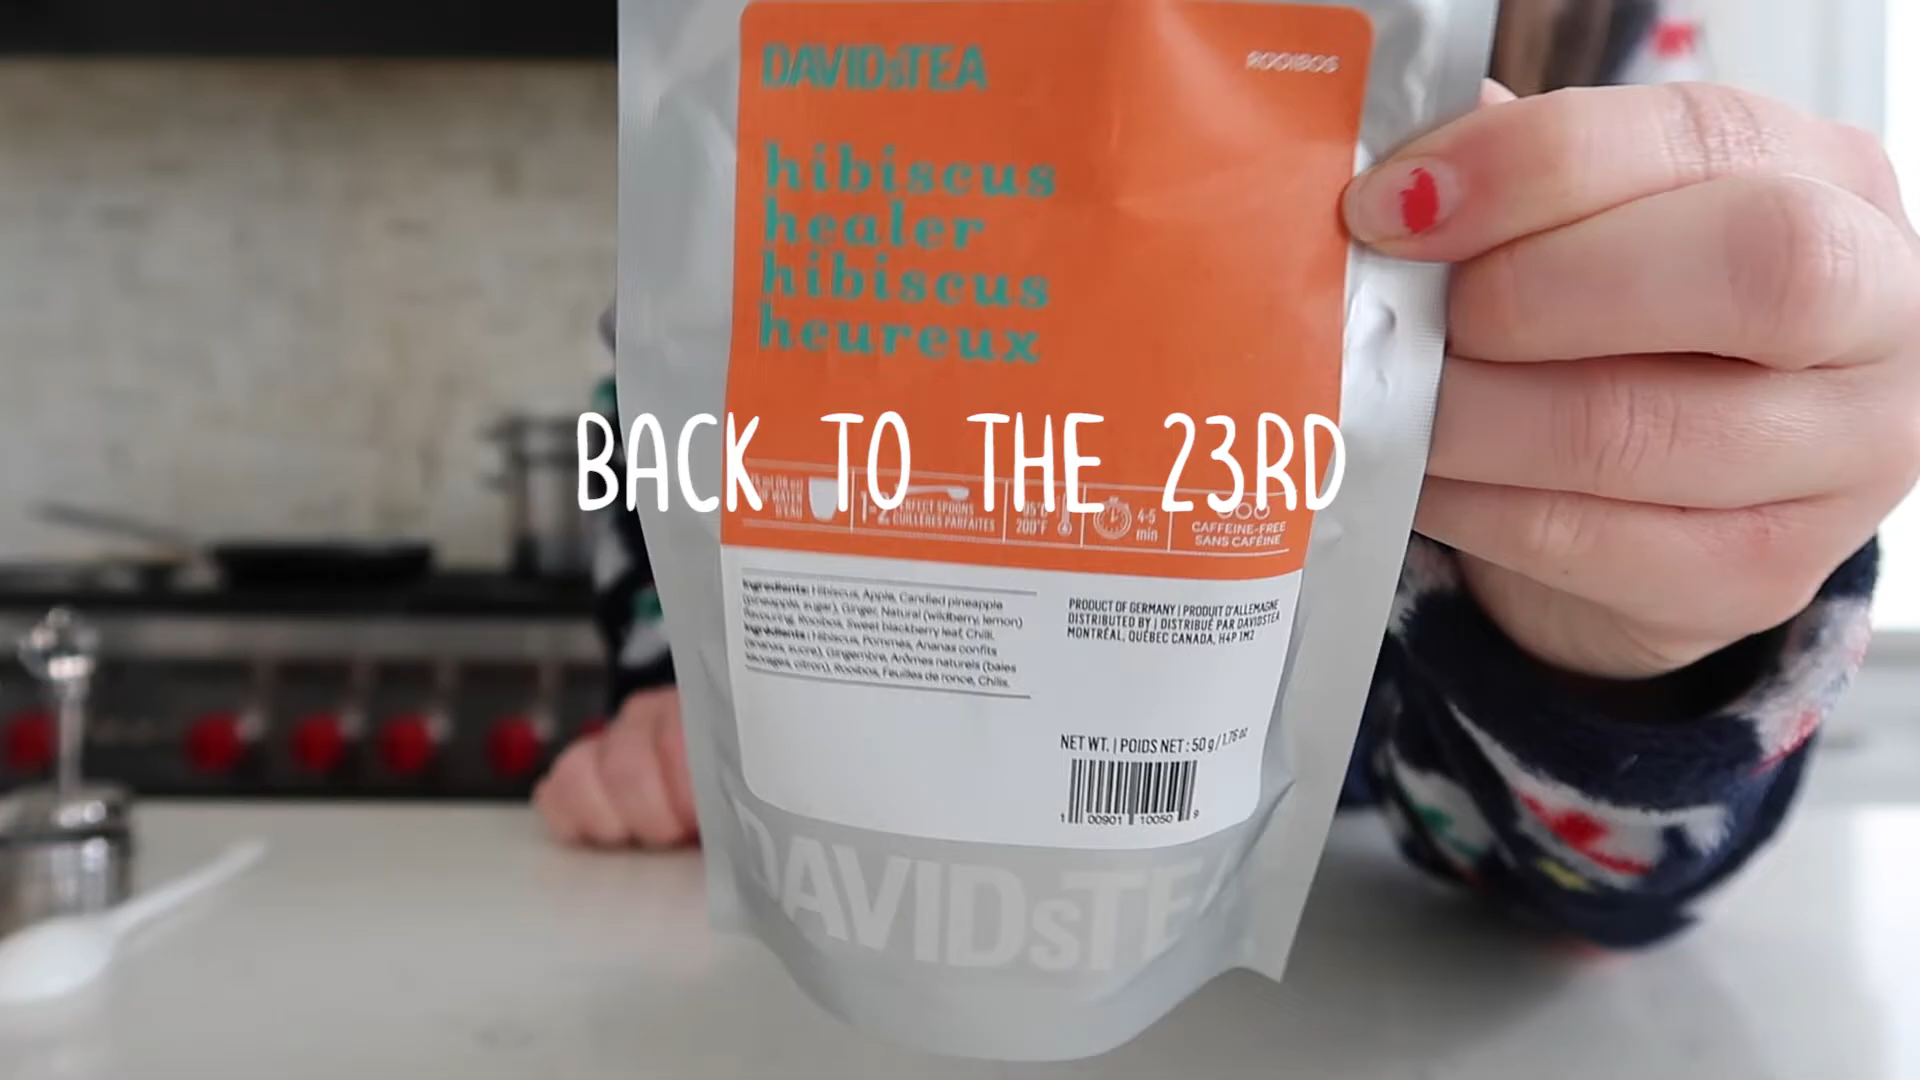 DAVIDsTEA
ROOIBOS
hibiscus
healer
hibiscus
heureux
BACK TO THE 23RD
PERFECT SPOONS
CUILLÈRES PARFAITES
95°C
200°F
4-5
min
CAFFEINE-FREE
SANS CAFÉINE
Ingredients: Hibiscus, Apple, Candied pineapple
(pineapple, sugar), Ginger, Natural (wildberry, lemon)
flavouring, Rooibos, Sweet blackberry leaf, Chili.
Ingrédients : Hibiscus, Pommes, Ananas confits
(ananas, sucre), Gingembre, Arômes naturels (baies
sauvages, citron), Rooibos, Feuilles de ronce, Chilis.
PRODUCT OF GERMANY | PRODUIT D'ALLEMAGNE
DISTRIBUTED BY | DISTRIBUÉ PAR DAVIDSTEA
MONTRÉAL, QUÉBEC CANADA, H4P 1M2
NET WT. | POIDS NET : 50 g / 1.76 oz
1 00901 10050 9
DAVIDsTEA